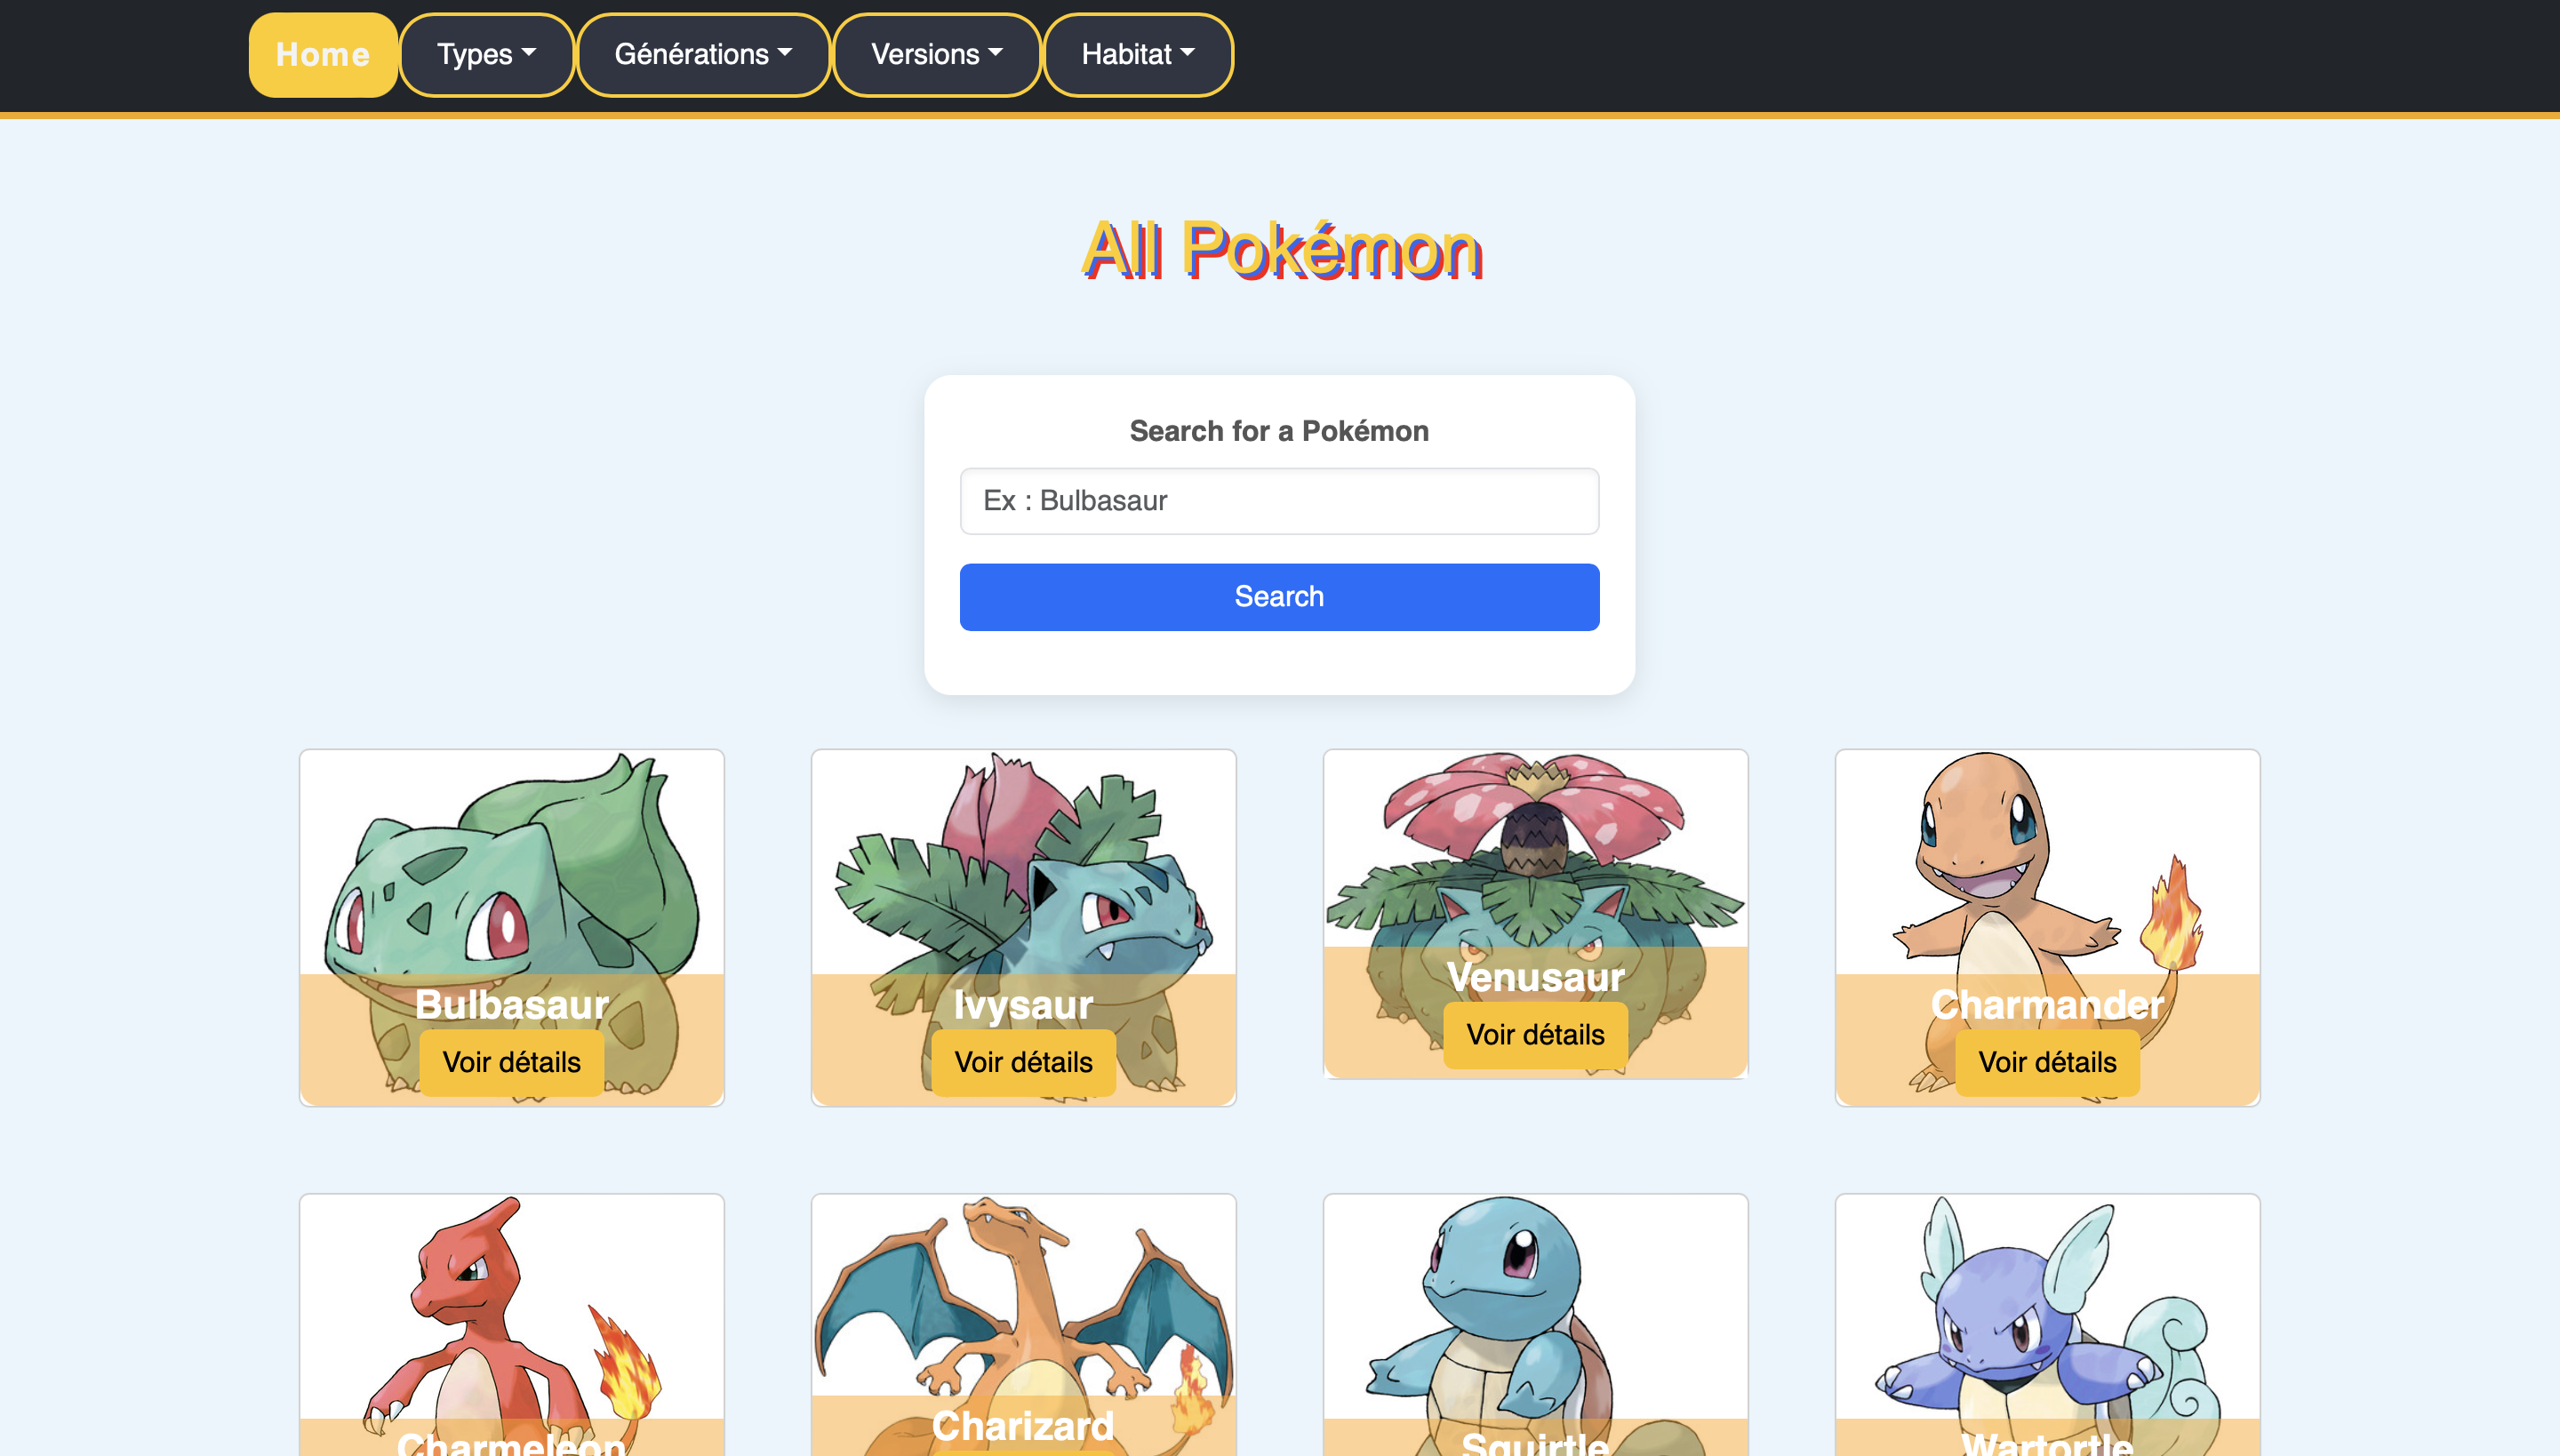 Home Types Générations Versions Habitat
All Pokémon
Search for a Pokémon
Ex : Bulbasaur
Search
Bulbasaur
Voir détails
Ivysaur
Voir détails
Venusaur
Voir détails
Charmander
Voir détails
Charmeleon
Charizard
Squirtle
Wartortle